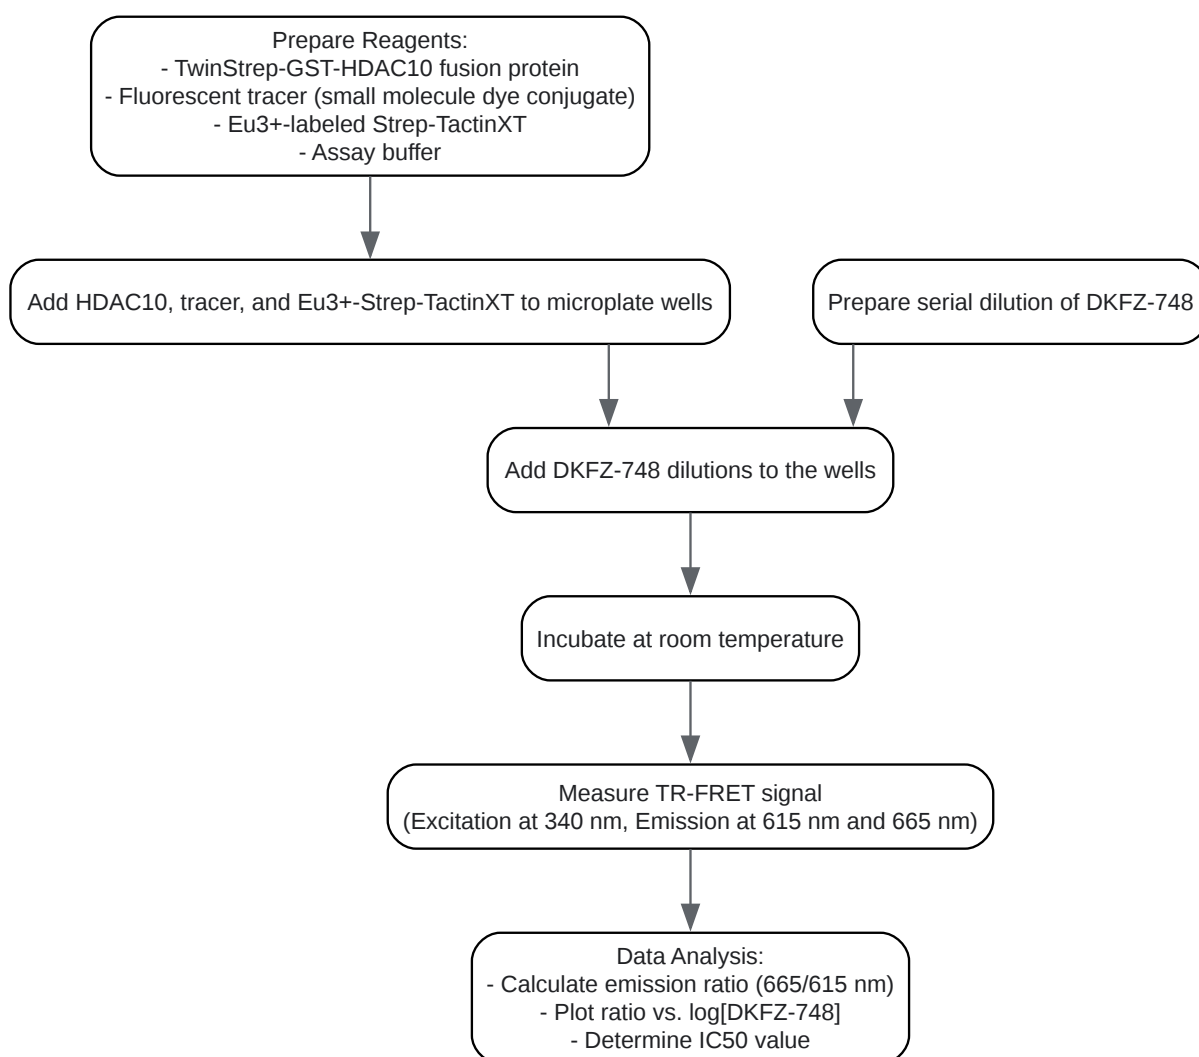 Prepare Reagents:
- TwinStrep-GST-HDAC10 fusion protein
- Fluorescent tracer (small molecule dye conjugate)
- Eu3+-labeled Strep-TactinXT
- Assay buffer
Add HDAC10, tracer, and Eu3+-Strep-TactinXT to microplate wells
Prepare serial dilution of DKFZ-748
Add DKFZ-748 dilutions to the wells
Incubate at room temperature
Measure TR-FRET signal
(Excitation at 340 nm, Emission at 615 nm and 665 nm)
Data Analysis:
- Calculate emission ratio (665/615 nm)
- Plot ratio vs. log[DKFZ-748]
- Determine IC50 value